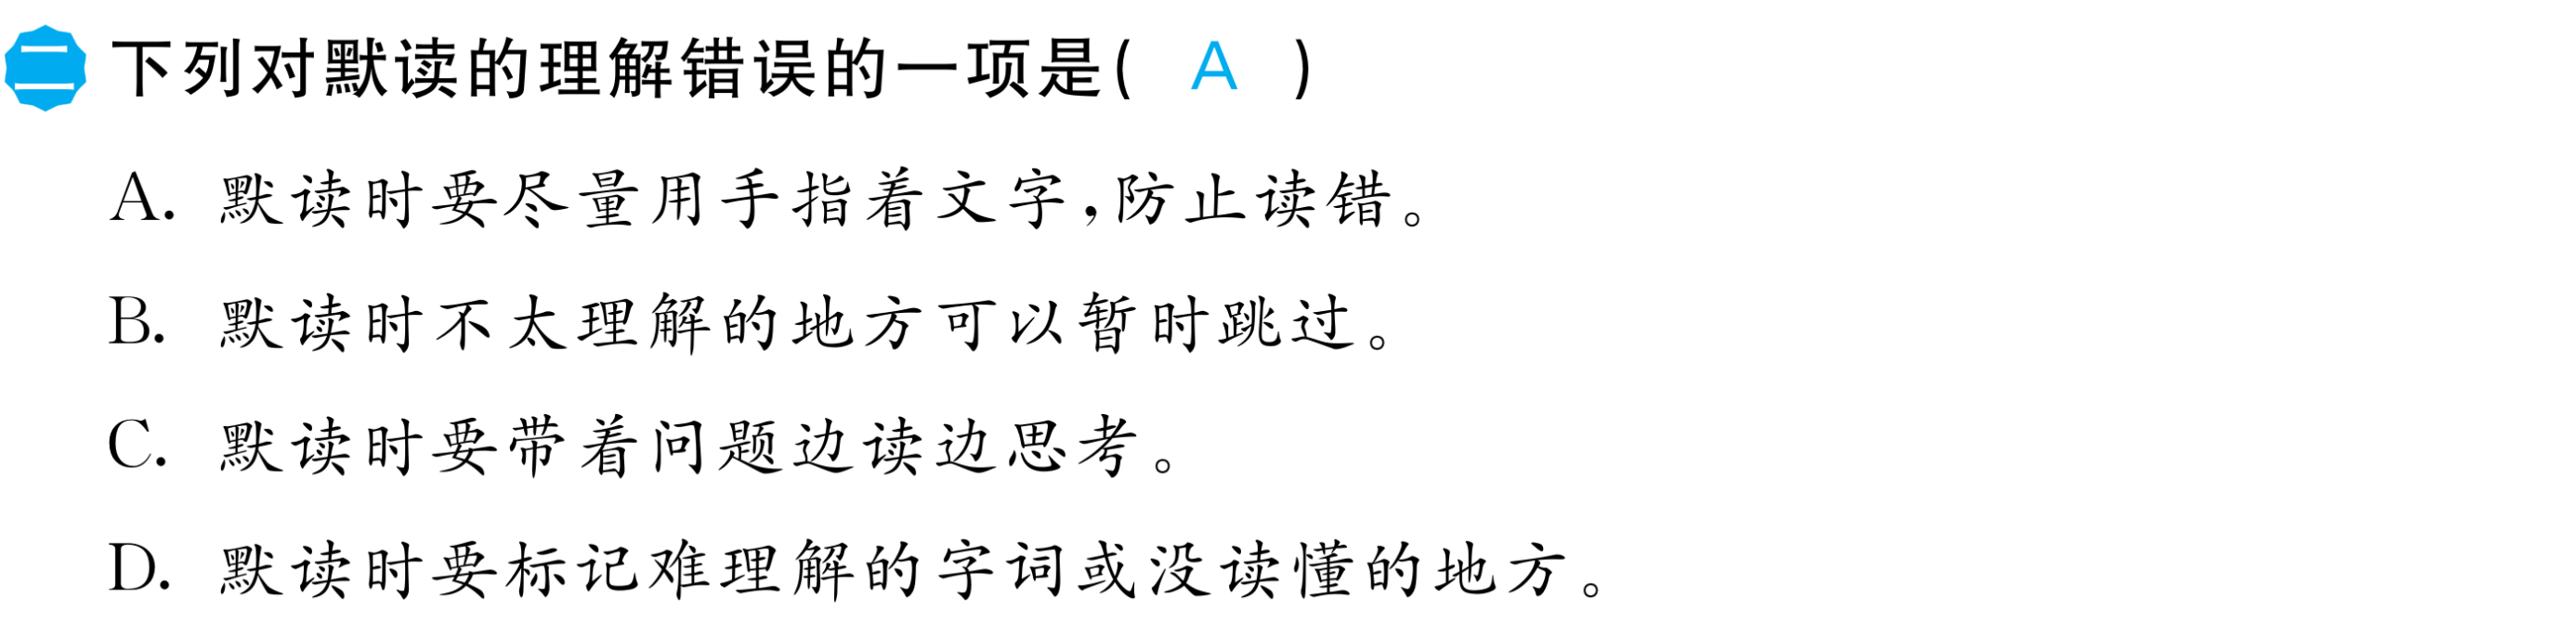 二 下列对默读的理解错误的一项是( A )
A. 默读时要尽量用手指着文字,防止读错。
B. 默读时不太理解的地方可以暂时跳过。
C. 默读时要带着问题边读边思考。
D. 默读时要标记难理解的字词或没读懂的地方。